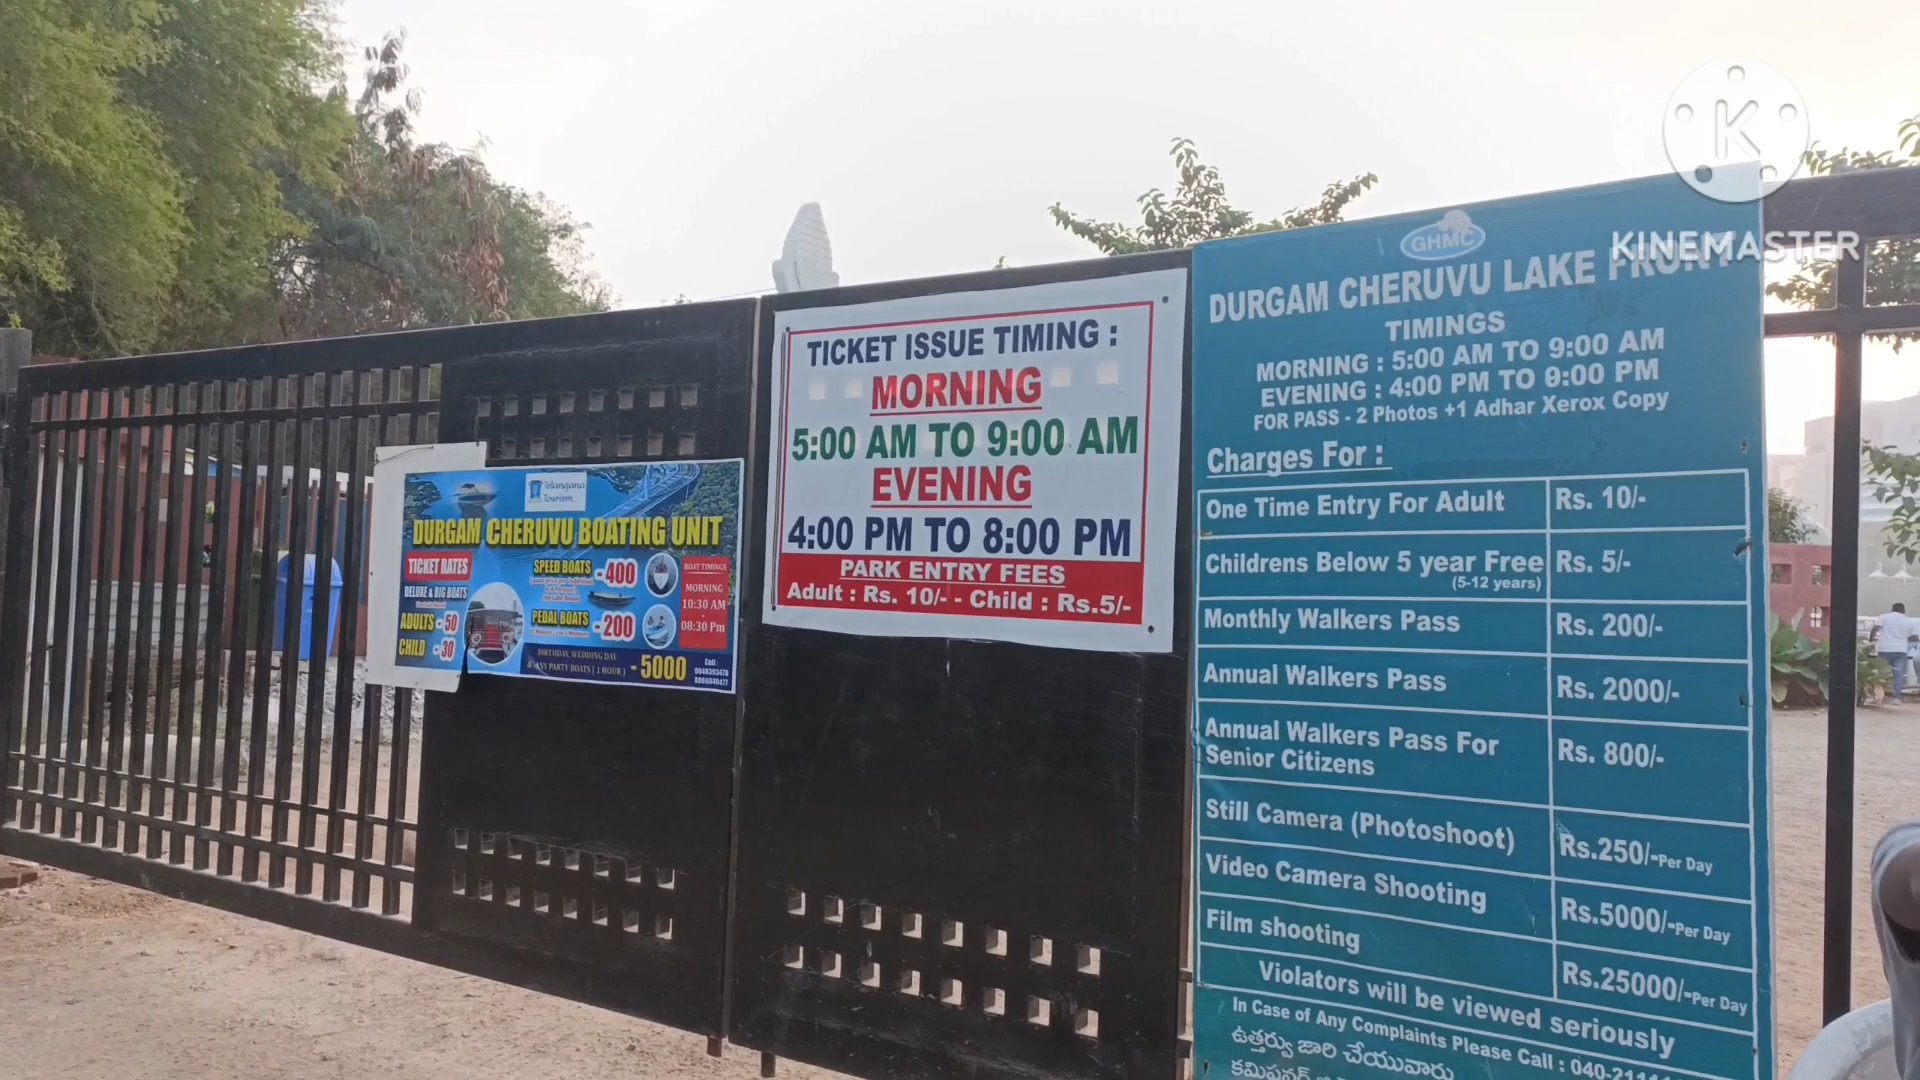 Telangana
Tourism
DURGAM CHERUVU BOATING UNIT
TICKET RATES
DELUXE & BIG BOATS
ADULTS - 50
CHILD - 30
SPEED BOATS - 400
PEDAL BOATS - 200
BOAT TIMINGS
MORNING
10:30 AM
08:30 Pm
BIRTHDAY, WEDDING DAY
& ANY PARTY BOATS ( 1 HOUR ) - 5000
Call:
TICKET ISSUE TIMING :
MORNING
5:00 AM TO 9:00 AM
EVENING
4:00 PM TO 8:00 PM
PARK ENTRY FEES
Adult : Rs. 10/- - Child : Rs.5/-
K
KINEMASTER
GHMC
DURGAM CHERUVU LAKE FRONT
TIMINGS
MORNING : 5:00 AM TO 9:00 AM
EVENING : 4:00 PM TO 8:00 PM
FOR PASS - 2 Photos +1 Adhar Xerox Copy
Charges For :
One Time Entry For Adult Rs. 10/-
Childrens Below 5 year Free Rs. 5/-
(5-12 years)
Monthly Walkers Pass Rs. 200/-
Annual Walkers Pass Rs. 2000/-
Annual Walkers Pass For
Senior Citizens Rs. 800/-
Still Camera (Photoshoot) Rs.250/-Per Day
Video Camera Shooting Rs.5000/-Per Day
Film shooting Rs.25000/-Per Day
Violators will be viewed seriously
In Case of Any Complaints Please Call : 040-2111
ఉత్తర్వు జారి చేయువారు